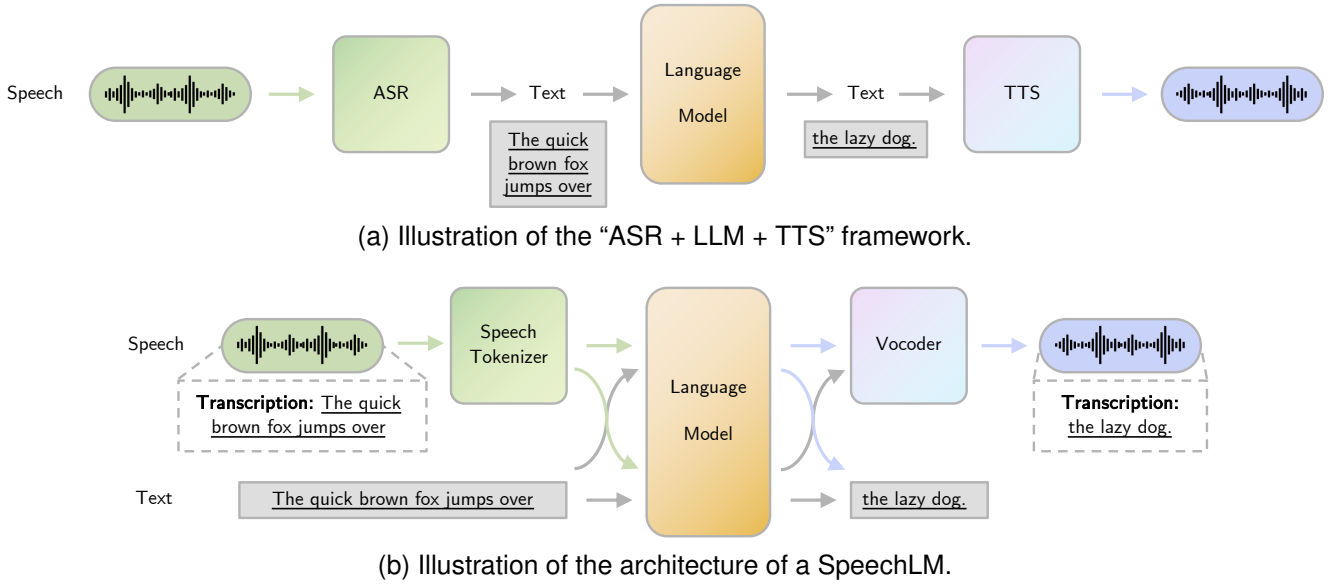 Speech
ASR
Text
The quick
brown fox
jumps over
Language
Model
Text
the lazy dog.
TTS
(a) Illustration of the “ASR + LLM + TTS” framework.
Speech
Transcription: The quick
brown fox jumps over
Speech
Tokenizer
Language
Model
Vocoder
Transcription:
the lazy dog.
Text
The quick brown fox jumps over
the lazy dog.
(b) Illustration of the architecture of a SpeechLM.